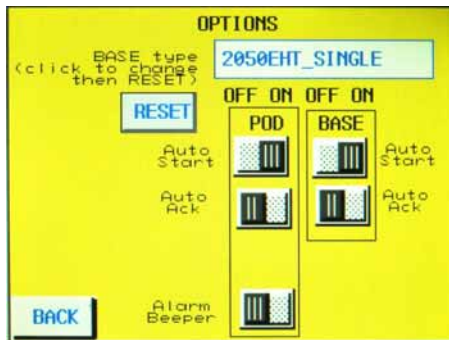 OPTIONS
BASE type
(click to change
then RESET)
2050EHT_SINGLE
RESET
OFF ON OFF ON
POD BASE
Auto
Start
Auto
Start
Auto
Ack
Auto
Ack
Alarm
Beeper
BACK